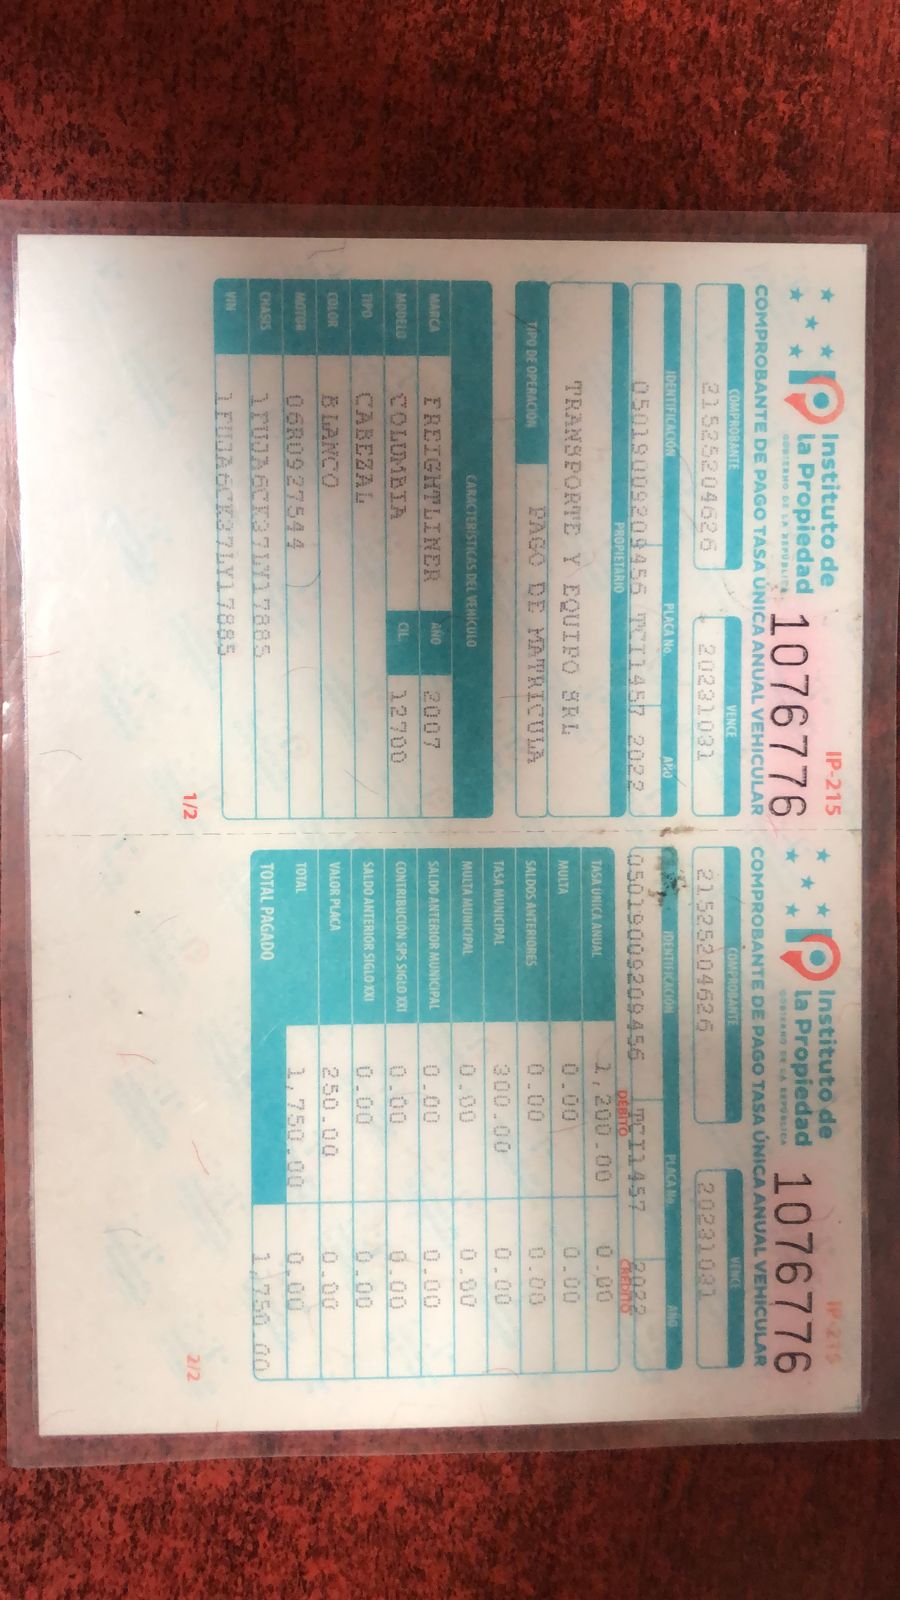 Instituto de la Propiedad
GOBIERNO DE LA REPÚBLICA
IP-215
1076776
COMPROBANTE DE PAGO TASA ÚNICA ANUAL VEHICULAR
COMPROBANTE VENCE
21525204626 20231031
IDENTIFICACIÓN PLACA No. AÑO
05019009209456 TCI1457 2022
PROPIETARIO
TRANSPORTE Y EQUIPO SRL
TIPO DE OPERACIÓN PAGO DE MATRICULA
CARACTERÍSTICAS DEL VEHÍCULO
MARCA FREIGHTLINER AÑO 2007
MODELO COLUMBIA CIL. 12700
TIPO CABEZAL
COLOR BLANCO
MOTOR 06R0927544
CHASIS 1FUJA6CK37LY17885
VIN 1FUJA6CK37LY17885
1/2
Instituto de la Propiedad
GOBIERNO DE LA REPÚBLICA
IP-215
1076776
COMPROBANTE DE PAGO TASA ÚNICA ANUAL VEHICULAR
COMPROBANTE VENCE
21525204626 20231031
IDENTIFICACIÓN PLACA No. AÑO
05019009209456 TCI1457 2022
DÉBITO CRÉDITO
TASA ÚNICA ANUAL 1,200.00 0.00
MULTA 0.00 0.00
SALDOS ANTERIORES 0.00 0.00
TASA MUNICIPAL 300.00 0.00
MULTA MUNICIPAL 0.00 0.00
SALDO ANTERIOR MUNICIPAL 0.00 0.00
CONTRIBUCIÓN SPS SIGLO XXI 0.00 0.00
SALDO ANTERIOR SIGLO XXI 0.00 0.00
VALOR PLACA 250.00 0.00
TOTAL 1,750.00 0.00
TOTAL PAGADO 1,750.00
2/2